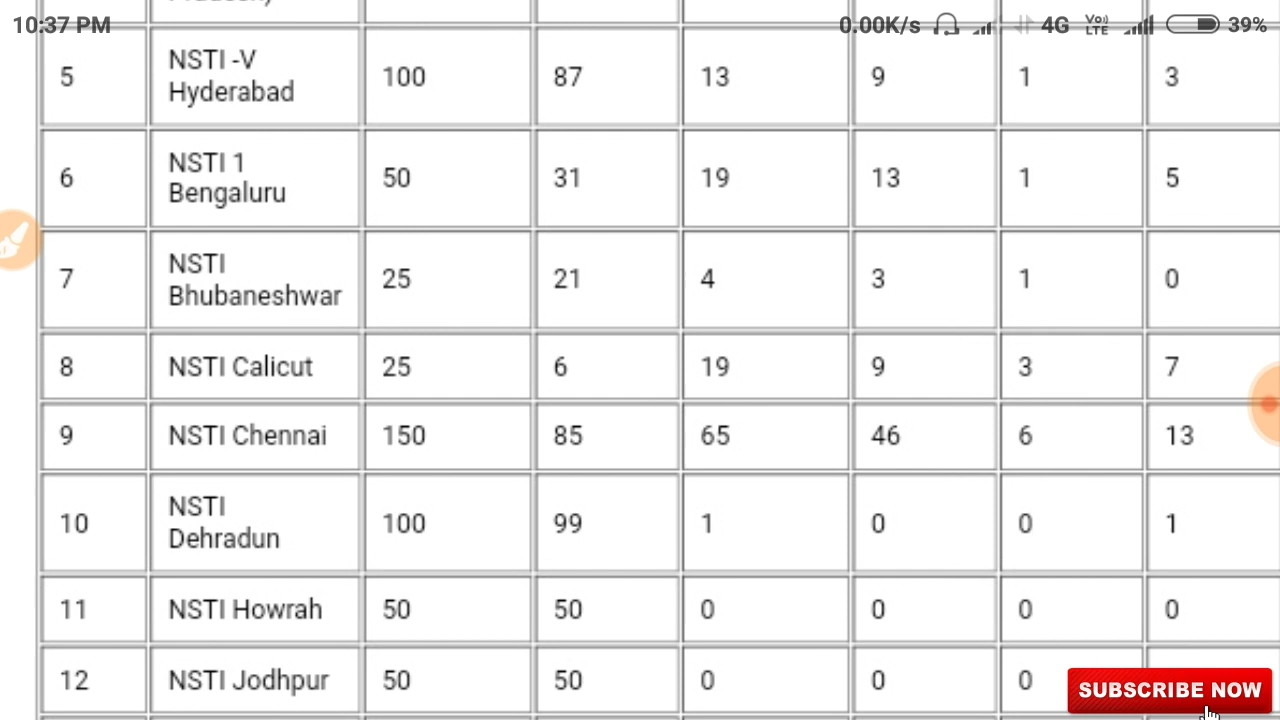 Pradesh)
10:37 PM 0.00K/s 4G Vo) LTE 39%
5 NSTI -V Hyderabad 100 87 13 9 1 3
6 NSTI 1 Bengaluru 50 31 19 13 1 5
7 NSTI Bhubaneshwar 25 21 4 3 1 0
8 NSTI Calicut 25 6 19 9 3 7
9 NSTI Chennai 150 85 65 46 6 13
10 NSTI Dehradun 100 99 1 0 0 1
11 NSTI Howrah 50 50 0 0 0 0
12 NSTI Jodhpur 50 50 0 0 0
SUBSCRIBE NOW